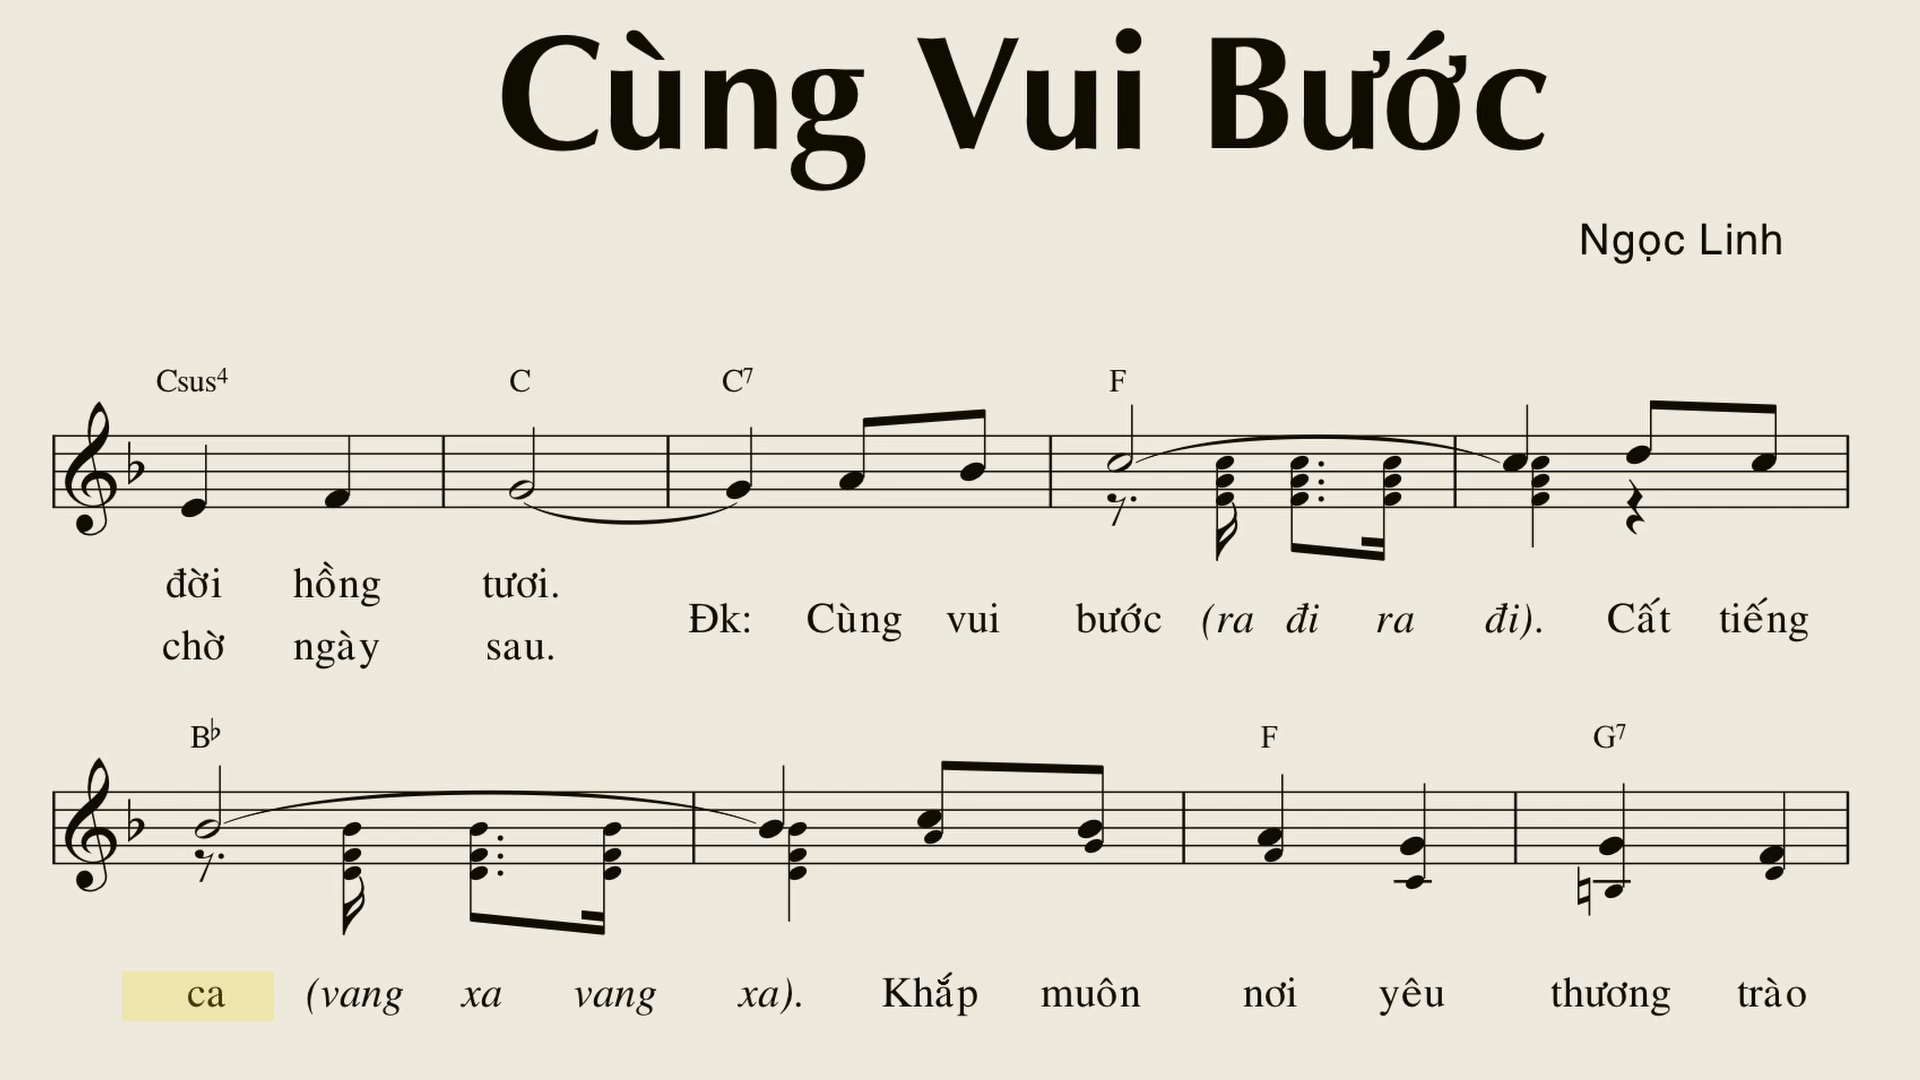 Cùng Vui Bước
Ngọc Linh
Csus4 C C7 F
đời hồng tươi.
Đk: Cùng vui bước (ra đi ra đi). Cất tiếng
chờ ngày sau.
B♭ F G7
ca (vang xa vang xa). Khắp muôn nơi yêu thương trào